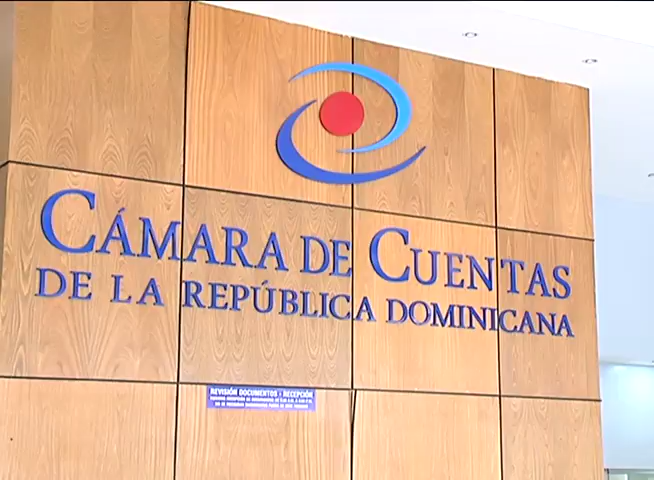 CÁMARA DE CUENTAS
DE LA REPÚBLICA DOMINICANA
REVISIÓN DOCUMENTOS Y RECEPCIÓN